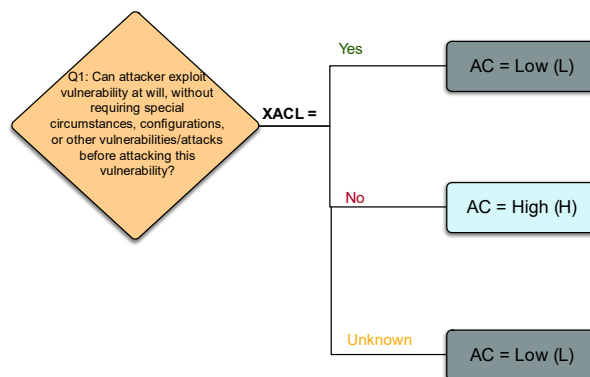 Q1: Can attacker exploit
vulnerability at will, without
requiring special
circumstances, configurations,
or other vulnerabilities/attacks
before attacking this
vulnerability?
XACL =
Yes
AC = Low (L)
No
AC = High (H)
Unknown
AC = Low (L)